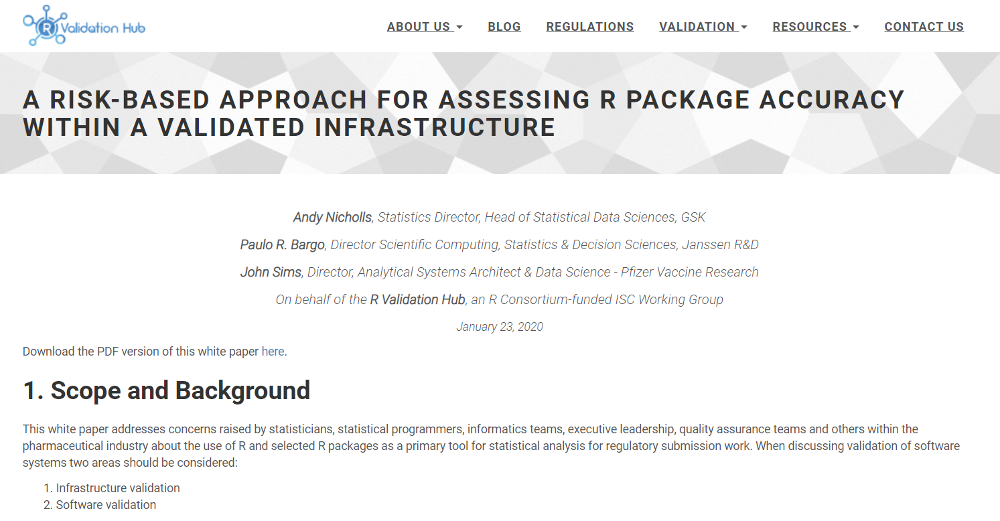 R Validation Hub
ABOUT US BLOG REGULATIONS VALIDATION RESOURCES CONTACT US
A RISK-BASED APPROACH FOR ASSESSING R PACKAGE ACCURACY
WITHIN A VALIDATED INFRASTRUCTURE
Andy Nicholls, Statistics Director, Head of Statistical Data Sciences, GSK
Paulo R. Bargo, Director Scientific Computing, Statistics & Decision Sciences, Janssen R&D
John Sims, Director, Analytical Systems Architect & Data Science - Pfizer Vaccine Research
On behalf of the R Validation Hub, an R Consortium-funded ISC Working Group
January 23, 2020
Download the PDF version of this white paper here.
1. Scope and Background
This white paper addresses concerns raised by statisticians, statistical programmers, informatics teams, executive leadership, quality assurance teams and others within the
pharmaceutical industry about the use of R and selected R packages as a primary tool for statistical analysis for regulatory submission work. When discussing validation of software
systems two areas should be considered:
1. Infrastructure validation
2. Software validation